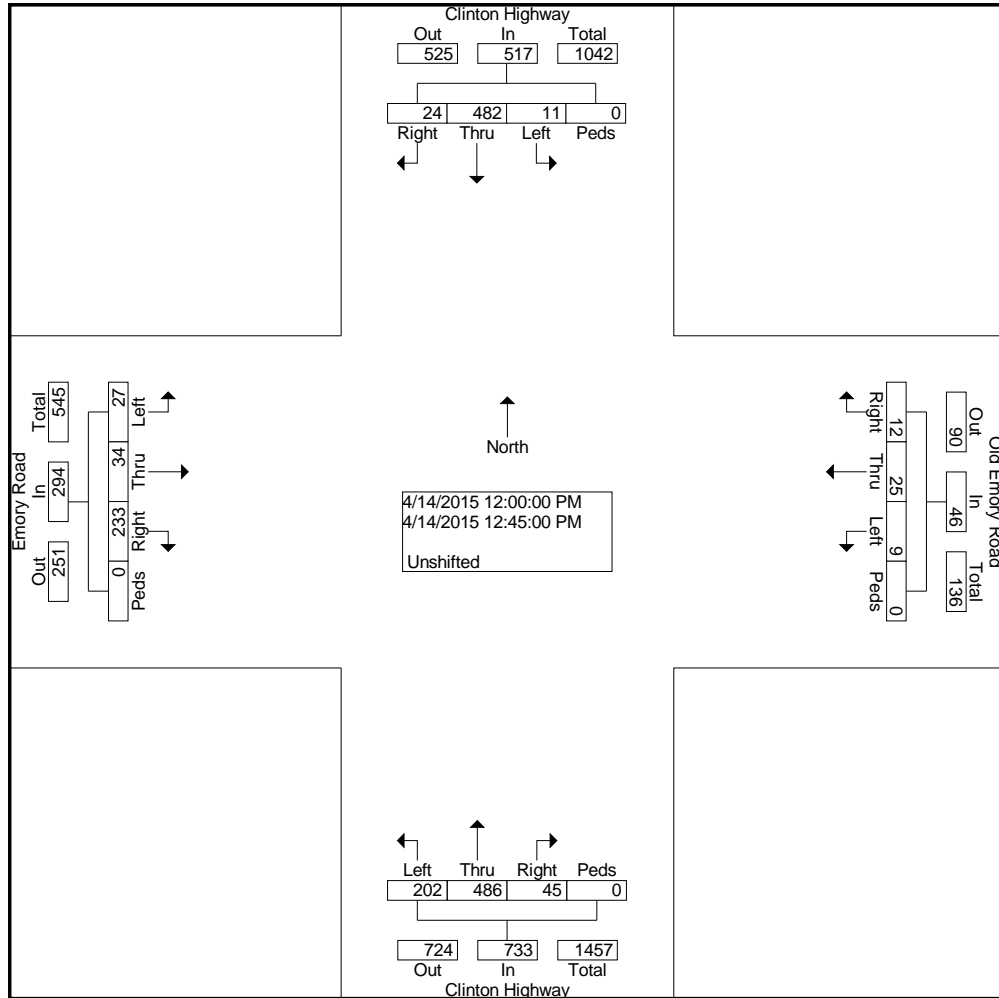 Clinton Highway
Out In Total
525 517 1042
24 482 11 0
Right Thru Left Peds
Emory Road
Out In Total
251 294 545
27 34 233 0
Left Thru Right Peds
North
4/14/2015 12:00:00 PM
4/14/2015 12:45:00 PM
Unshifted
Right Thru Left Peds
12 25 9 0
Out In Total
90 46 136
Old Emory Road
Left Thru Right Peds
202 486 45 0
724 733 1457
Out In Total
Clinton Highway